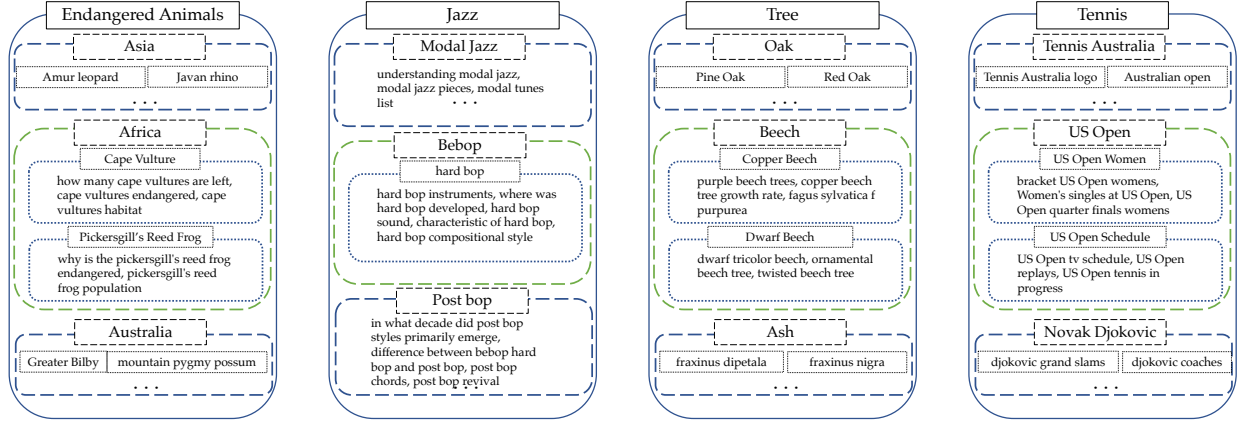 Endangered Animals
Asia
Amur leopard
Javan rhino
. . .
Africa
Cape Vulture
how many cape vultures are left,
cape vultures endangered, cape
vultures habitat
Pickersgill's Reed Frog
why is the pickersgill's reed frog
endangered, pickersgill's reed
frog population
Australia
Greater Bilby
mountain pygmy possum
. . .
Jazz
Modal Jazz
understanding modal jazz,
modal jazz pieces, modal tunes
list
. . .
Bebop
hard bop
hard bop instruments, where was
hard bop developed, hard bop
sound, characteristic of hard bop,
hard bop compositional style
Post bop
in what decade did post bop
styles primarily emerge,
difference between bebop hard
bop and post bop, post bop
chords, post bop revival
. . .
Tree
Oak
Pine Oak
Red Oak
. . .
Beech
Copper Beech
purple beech trees, copper beech
tree growth rate, fagus sylvatica f
purpurea
Dwarf Beech
dwarf tricolor beech, ornamental
beech tree, twisted beech tree
Ash
fraxinus dipetala
fraxinus nigra
. . .
Tennis
Tennis Australia
Tennis Australia logo
Australian open
. . .
US Open
US Open Women
bracket US Open womens,
Women's singles at US Open, US
Open quarter finals womens
US Open Schedule
US Open tv schedule, US Open
replays, US Open tennis in
progress
Novak Djokovic
djokovic grand slams
djokovic coaches
. . .